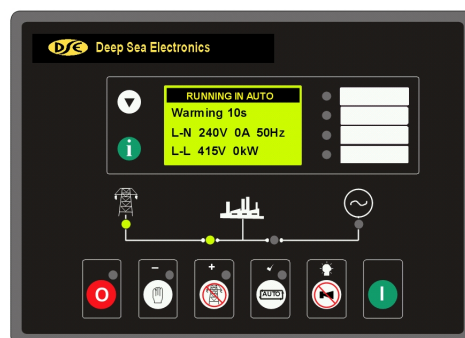 DSE Deep Sea Electronics
RUNNING IN AUTO
Warming 10s
L-N 240V 0A 50Hz
L-L 415V 0kW
i
O
AUTO
I